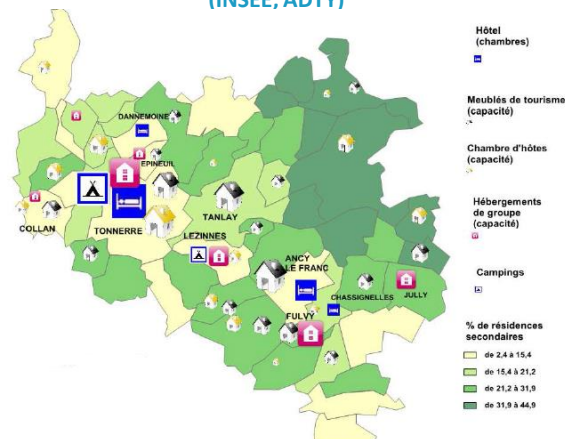 (INSEE, ADTY)
Hôtel
(chambres)
Meublés de tourisme
(capacité)
Chambre d'hôtes
(capacité)
Hébergements
de groupe
(capacité)
Campings
% de résidences
secondaires
de 2,4 à 15,4
de 15,4 à 21,2
de 21,2 à 31,9
de 31,9 à 44,9
DANNEMOINE
EPINEUIL
COLLAN
TONNERRE
TANLAY
LEZINNES
ANCY
LE FRANC
CHASSIGNELLES
JULLY
FULVY